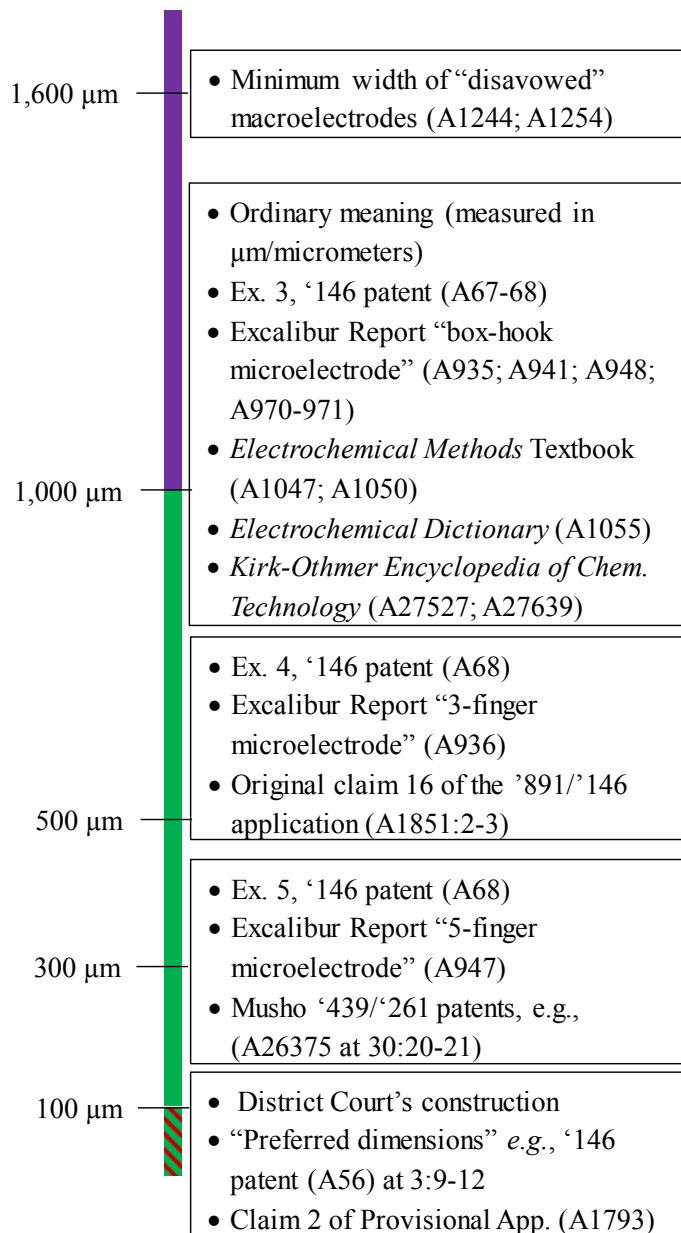 1,600 μm
• Minimum width of “disavowed”
macroelectrodes (A1244; A1254)
• Ordinary meaning (measured in
μm/micrometers)
• Ex. 3, ‘146 patent (A67-68)
• Excalibur Report “box-hook
microelectrode” (A935; A941; A948;
A970-971)
• Electrochemical Methods Textbook
(A1047; A1050)
• Electrochemical Dictionary (A1055)
• Kirk-Othmer Encyclopedia of Chem.
Technology (A27527; A27639)
1,000 μm
• Ex. 4, ‘146 patent (A68)
• Excalibur Report “3-finger
microelectrode” (A936)
• Original claim 16 of the ’891/’146
application (A1851:2-3)
500 μm
• Ex. 5, ‘146 patent (A68)
• Excalibur Report “5-finger
microelectrode” (A947)
• Musho ‘439/‘261 patents, e.g.,
(A26375 at 30:20-21)
300 μm
100 μm
• District Court’s construction
• “Preferred dimensions” e.g., ‘146
patent (A56) at 3:9-12
• Claim 2 of Provisional App. (A1793)